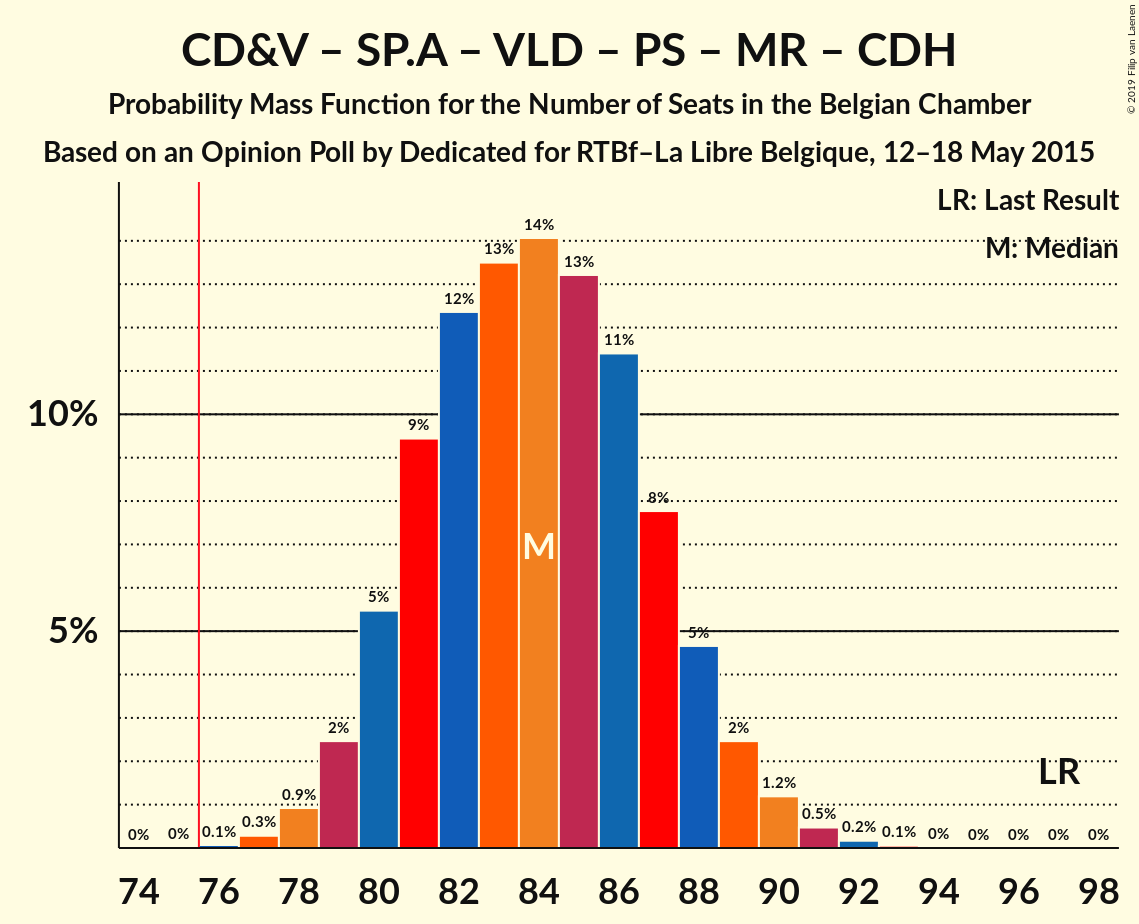 CD&V – SP.A – VLD – PS – MR – CDH
Probability Mass Function for the Number of Seats in the Belgian Chamber
Based on an Opinion Poll by Dedicated for RTBf–La Libre Belgique, 12–18 May 2015
© 2019 Filip van Laenen
LR: Last Result
M: Median
14%
13%
13%
12%
11%
10%
9%
8%
M
5%
5%
5%
2%
2%
LR
0.9%
1.2%
0% 0% 0.1% 0.3% 0.5% 0.2% 0.1% 0% 0% 0% 0% 0%
74 76 78 80 82 84 86 88 90 92 94 96 98